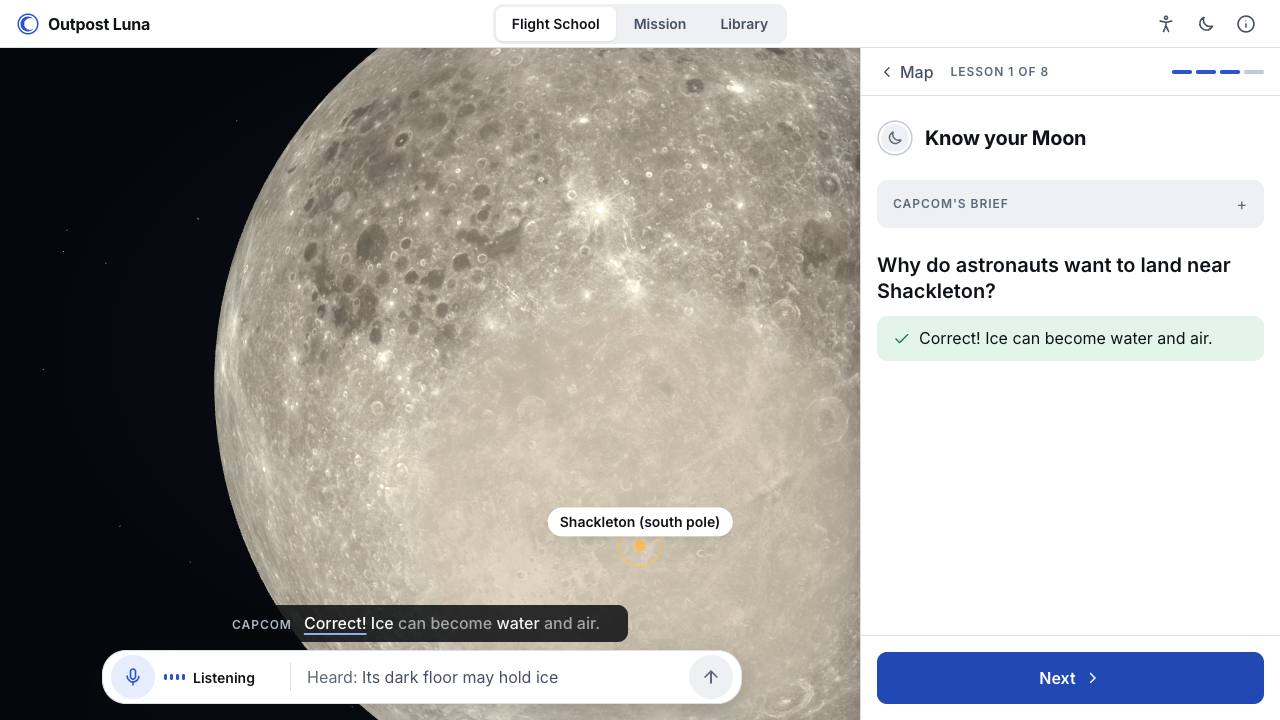 Outpost Luna
Flight School
Mission
Library
Map
LESSON 1 OF 8
Know your Moon
CAPCOM'S BRIEF
+
Why do astronauts want to land near
Shackleton?
Correct! Ice can become water and air.
Shackleton (south pole)
CAPCOM Correct! Ice can become water and air.
Listening
Heard: Its dark floor may hold ice
Next